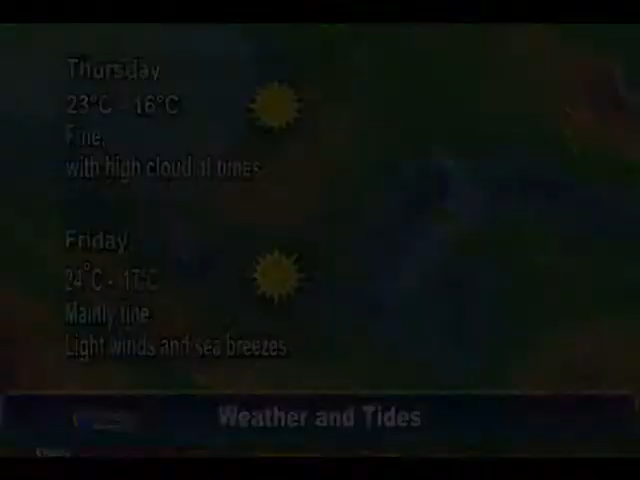 Thursday
23°C - 16°C
Fine,
with high cloud at times
Friday
24°C - 17°C
Mainly fine
Light winds and sea breezes
Weather and Tides